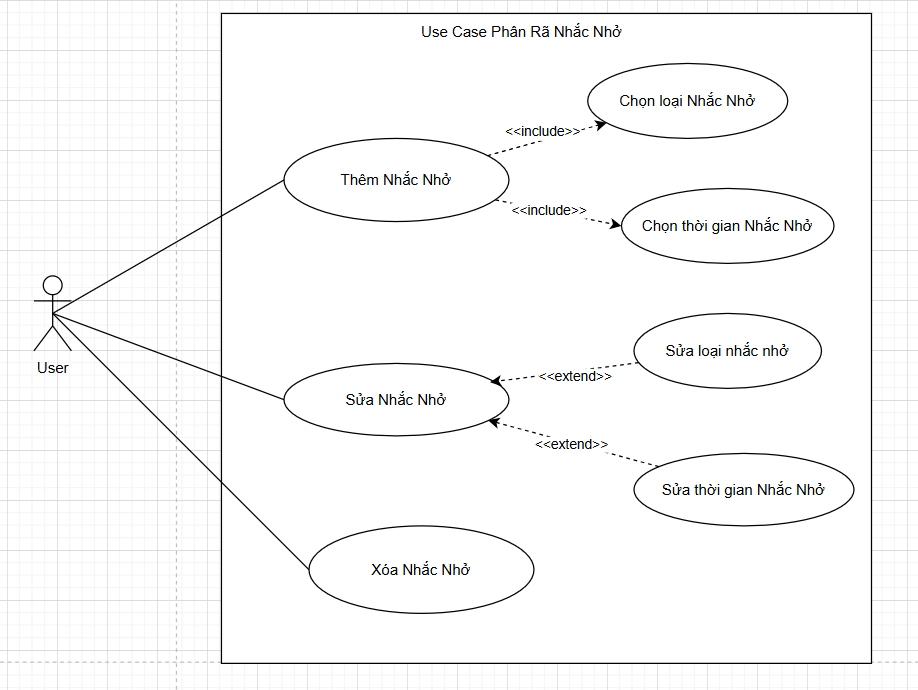 Use Case Phân Rã Nhắc Nhở
Chọn loại Nhắc Nhở
<<include>>
Thêm Nhắc Nhở
<<include>>
Chọn thời gian Nhắc Nhở
User
Sửa loại nhắc nhở
<<extend>>
Sửa Nhắc Nhở
<<extend>>
Sửa thời gian Nhắc Nhở
Xóa Nhắc Nhở